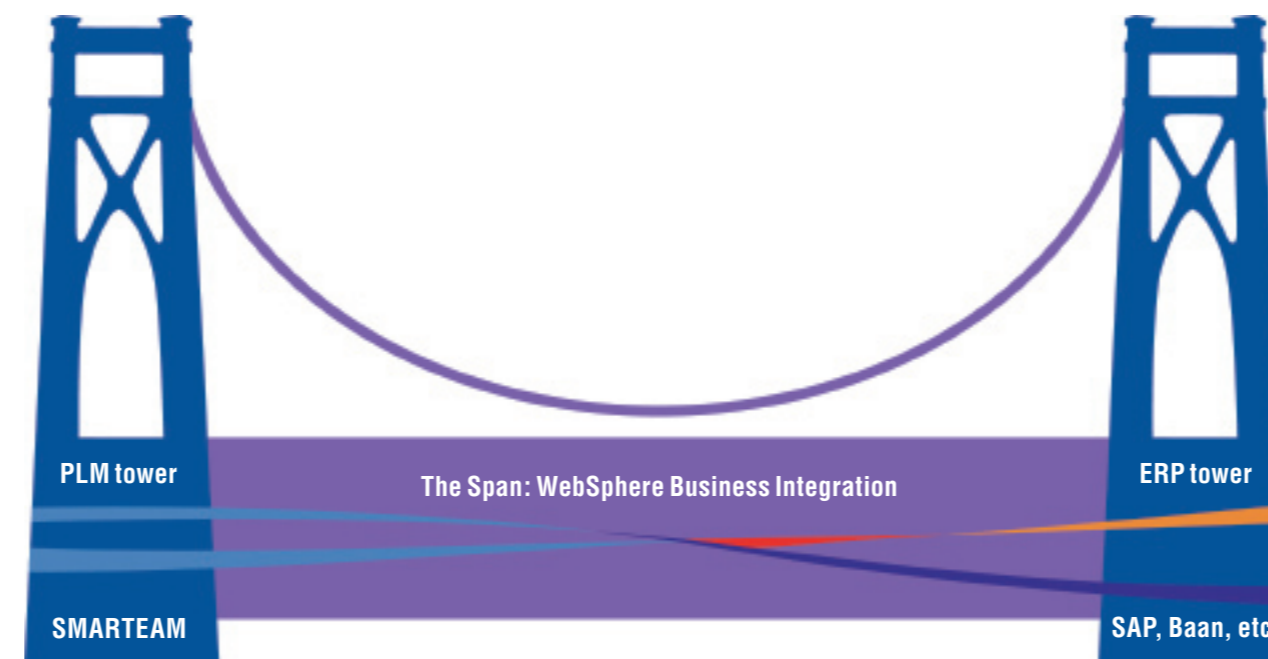 PLM tower
The Span: WebSphere Business Integration
ERP tower
SMARTEAM
SAP, Baan, etc